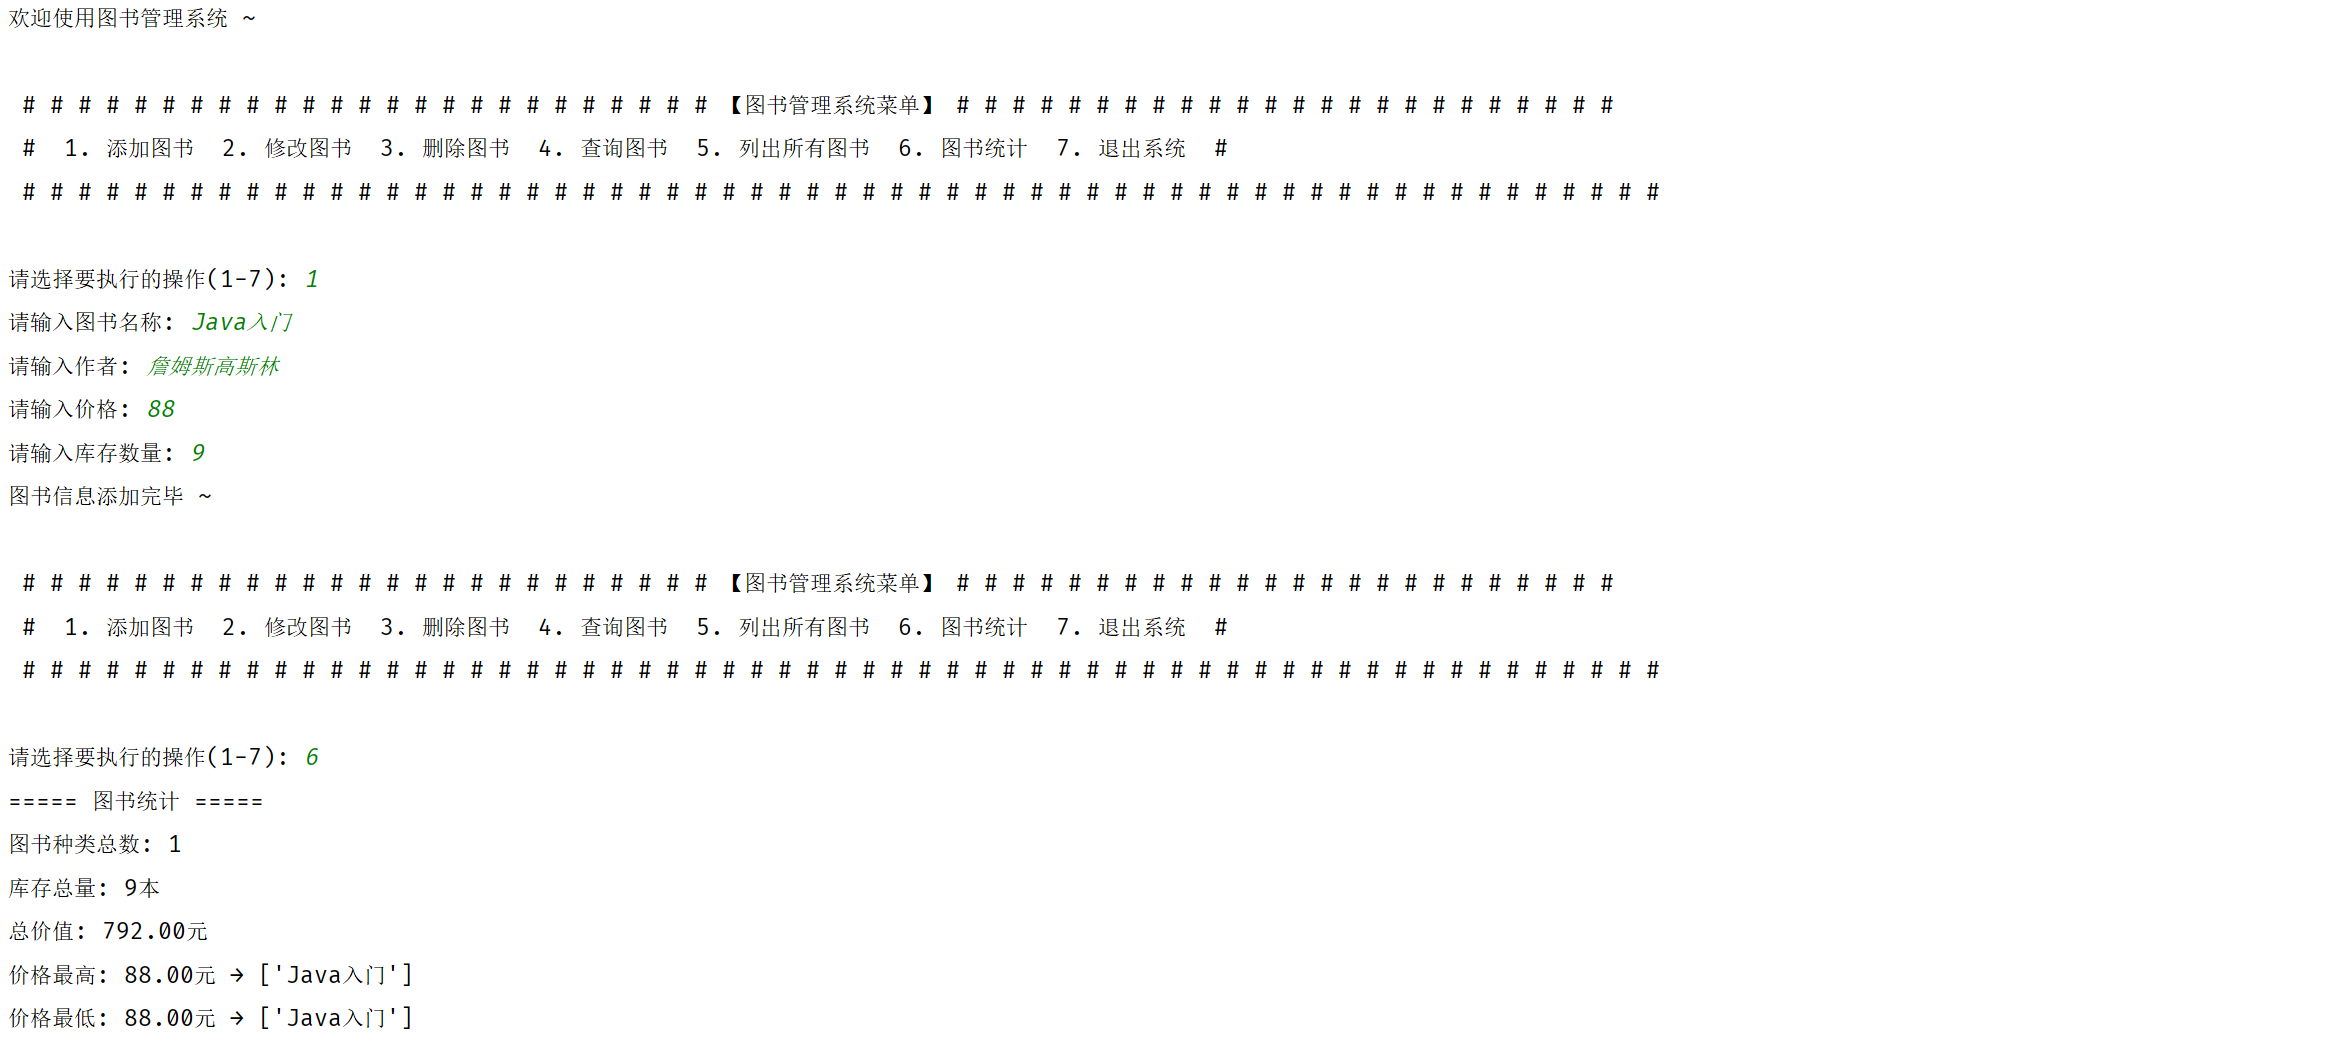 欢迎使用图书管理系统 ~
# # # # # # # # # # # # # # # # # # # # # # # # # 【图书管理系统菜单】 # # # # # # # # # # # # # # # # # # # # # # # #
# 1. 添加图书 2. 修改图书 3. 删除图书 4. 查询图书 5. 列出所有图书 6. 图书统计 7. 退出系统 #
# # # # # # # # # # # # # # # # # # # # # # # # # # # # # # # # # # # # # # # # # # # # # # # # # # # # # # # # # # #
请选择要执行的操作(1-7): 1
请输入图书名称: Java入门
请输入作者: 詹姆斯高斯林
请输入价格: 88
请输入库存数量: 9
图书信息添加完毕 ~
# # # # # # # # # # # # # # # # # # # # # # # # # 【图书管理系统菜单】 # # # # # # # # # # # # # # # # # # # # # # # #
# 1. 添加图书 2. 修改图书 3. 删除图书 4. 查询图书 5. 列出所有图书 6. 图书统计 7. 退出系统 #
# # # # # # # # # # # # # # # # # # # # # # # # # # # # # # # # # # # # # # # # # # # # # # # # # # # # # # # # # # #
请选择要执行的操作(1-7): 6
===== 图书统计 =====
图书种类总数: 1
库存总量: 9本
总价值: 792.00元
价格最高: 88.00元 → ['Java入门']
价格最低: 88.00元 → ['Java入门']